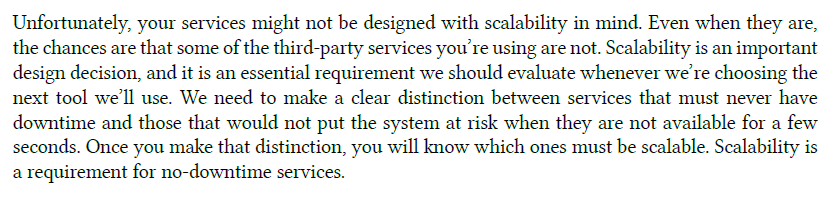 Unfortunately, your services might not be designed with scalability in mind. Even when they are,
the chances are that some of the third-party services you’re using are not. Scalability is an important
design decision, and it is an essential requirement we should evaluate whenever we’re choosing the
next tool we’ll use. We need to make a clear distinction between services that must never have
downtime and those that would not put the system at risk when they are not available for a few
seconds. Once you make that distinction, you will know which ones must be scalable. Scalability is
a requirement for no-downtime services.